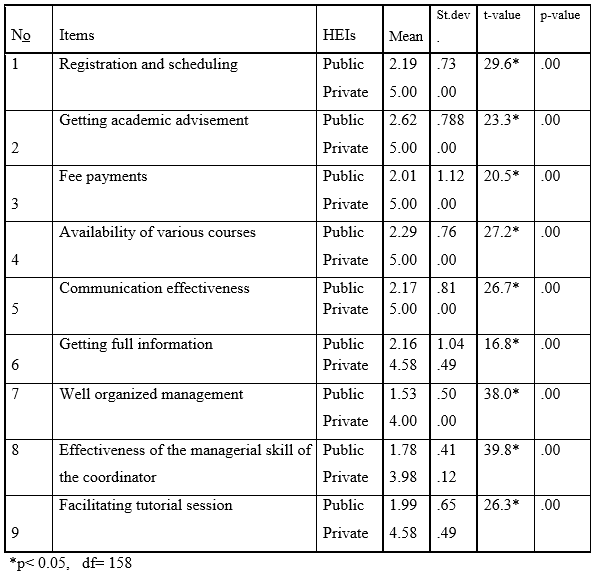 No Items HEIs Mean St.dev. t-value p-value
1 Registration and scheduling Public 2.19 .73 29.6* .00
Private 5.00 .00
2 Getting academic advisement Public 2.62 .788 23.3* .00
Private 5.00 .00
3 Fee payments Public 2.01 1.12 20.5* .00
Private 5.00 .00
4 Availability of various courses Public 2.29 .76 27.2* .00
Private 5.00 .00
5 Communication effectiveness Public 2.17 .81 26.7* .00
Private 5.00 .00
6 Getting full information Public 2.16 1.04 16.8* .00
Private 4.58 .49
7 Well organized management Public 1.53 .50 38.0* .00
Private 4.00 .00
8 Effectiveness of the managerial skill of Public 1.78 .41 39.8* .00
the coordinator Private 3.98 .12
9 Facilitating tutorial session Public 1.99 .65 26.3* .00
Private 4.58 .49
*p< 0.05, df= 158